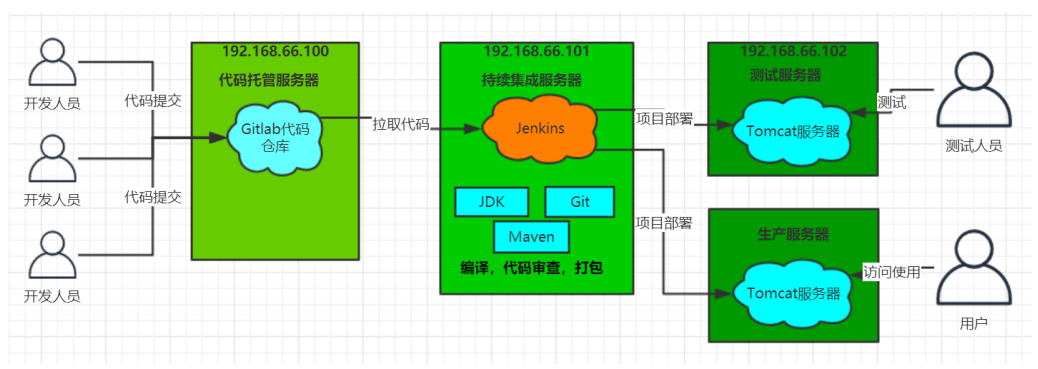 开发人员
开发人员
开发人员
代码提交
代码提交
192.168.66.100
代码托管服务器
Gitlab代码
仓库
拉取代码
192.168.66.101
持续集成服务器
Jenkins
JDK
Git
Maven
编译，代码审查，打包
项目部署
项目部署
192.168.66.102
测试服务器
Tomcat服务器
测试
测试人员
生产服务器
Tomcat服务器
访问使用
用户